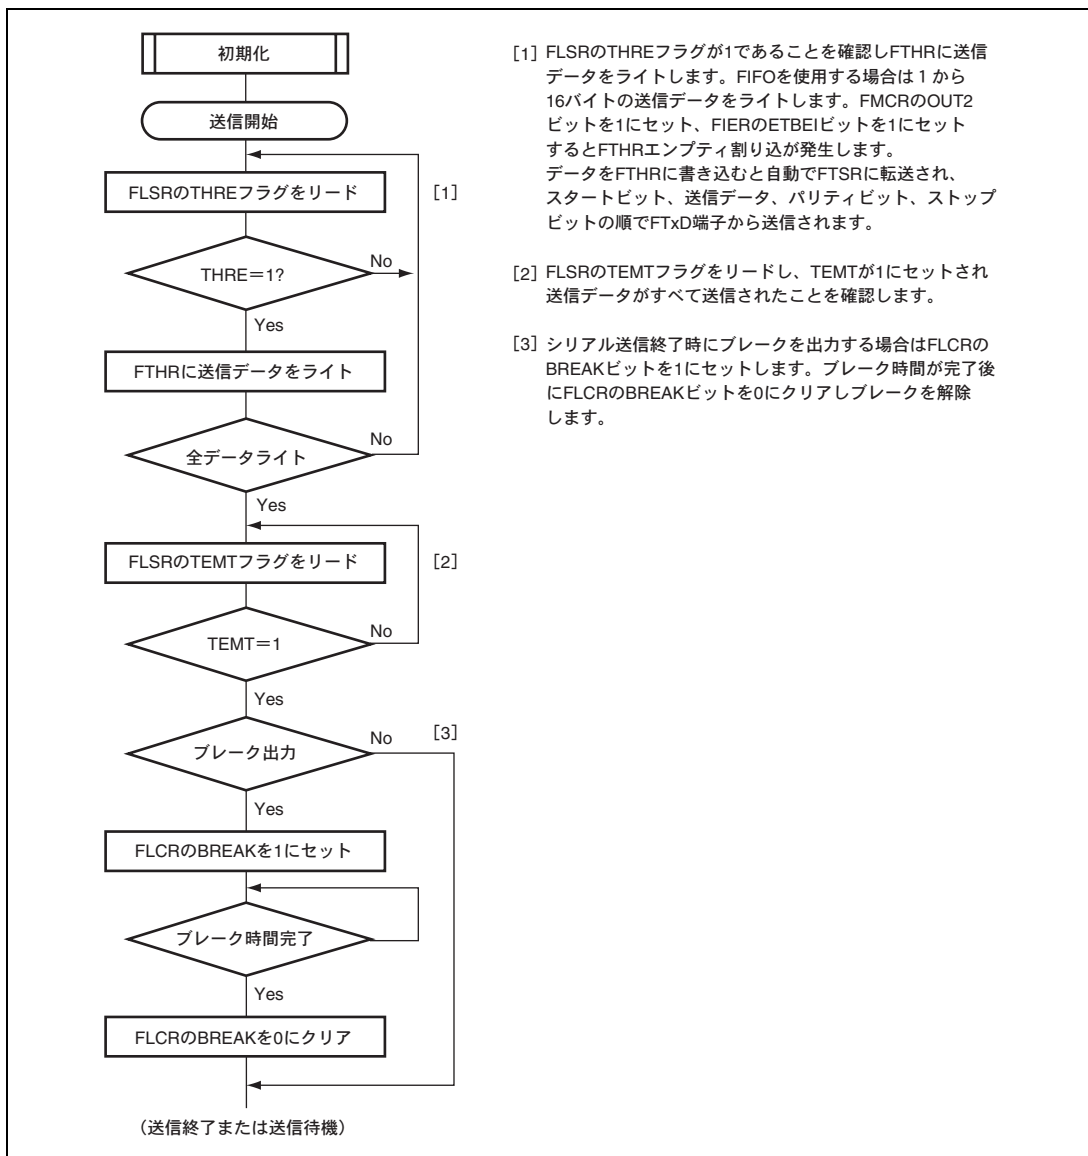 初期化
送信開始
FLSRのTHREフラグをリード
[1]
THRE＝1?
No
Yes
FTHRに送信データをライト
全データライト
No
Yes
FLSRのTEMTフラグをリード
[2]
TEMT＝1
No
Yes
ブレーク出力
No
[3]
Yes
FLCRのBREAKを1にセット
ブレーク時間完了
Yes
FLCRのBREAKを0にクリア
（送信終了または送信待機）
[1] FLSRのTHREフラグが1であることを確認しFTHRに送信
データをライトします。FIFOを使用する場合は１から
16バイトの送信データをライトします。FMCRのOUT2
ビットを1にセット、FIERのETBEIビットを1にセット
するとFTHRエンプティ割り込が発生します。
データをFTHRに書き込むと自動でFTSRに転送され、
スタートビット、送信データ、パリティビット、ストップ
ビットの順でFTxD端子から送信されます。
[2] FLSRのTEMTフラグをリードし、TEMTが1にセットされ
送信データがすべて送信されたことを確認します。
[3] シリアル送信終了時にブレークを出力する場合はFLCRの
BREAKビットを1にセットします。ブレーク時間が完了後
にFLCRのBREAKビットを0にクリアしブレークを解除
します。